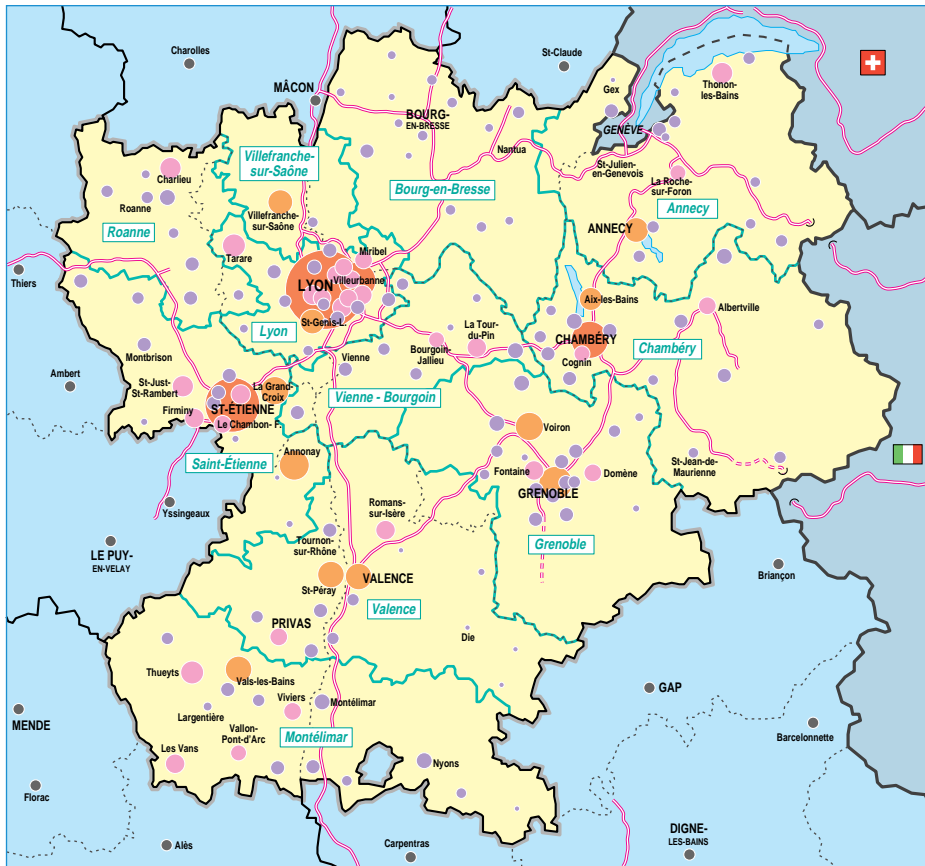 Charolles
St-Claude
MÂCON
Gex
Thonon-
les-Bains
BOURG-
EN-BRESSE
GENÈVE
Nantua
Villefranche-
sur-Saône
St-Julien-
en-Genevois
Charlieu
La Roche-
sur-Foron
Bourg-en-Bresse
Roanne
Annecy
Villefranche-
sur-Saône
Roanne
ANNECY
Tarare
Miribel
Thiers
Villeurbanne
LYON
Aix-les-Bains
Albertville
St-Genis-L.
Lyon
La Tour-
du-Pin
CHAMBÉRY
Chambéry
Montbrison
Vienne
Bourgoin-
Jallieu
Cognin
Ambert
St-Just-
St-Rambert
La Grand-
Croix
Vienne - Bourgoin
ST-ÉTIENNE
Firminy
Le Chambon- F.
Voiron
Annonay
Saint-Étienne
St-Jean-de-
Maurienne
Fontaine
Domène
GRENOBLE
Yssingeaux
Romans-
sur-Isère
Tournon-
sur-Rhône
Grenoble
LE PUY-
EN-VELAY
Briançon
VALENCE
St-Péray
Valence
PRIVAS
Die
Thueyts
Vals-les-Bains
GAP
Viviers
Montélimar
MENDE
Largentière
Barcelonnette
Vallon-
Pont-d'Arc
Montélimar
Les Vans
Nyons
Florac
DIGNE-
LES-BAINS
Alès
Carpentras